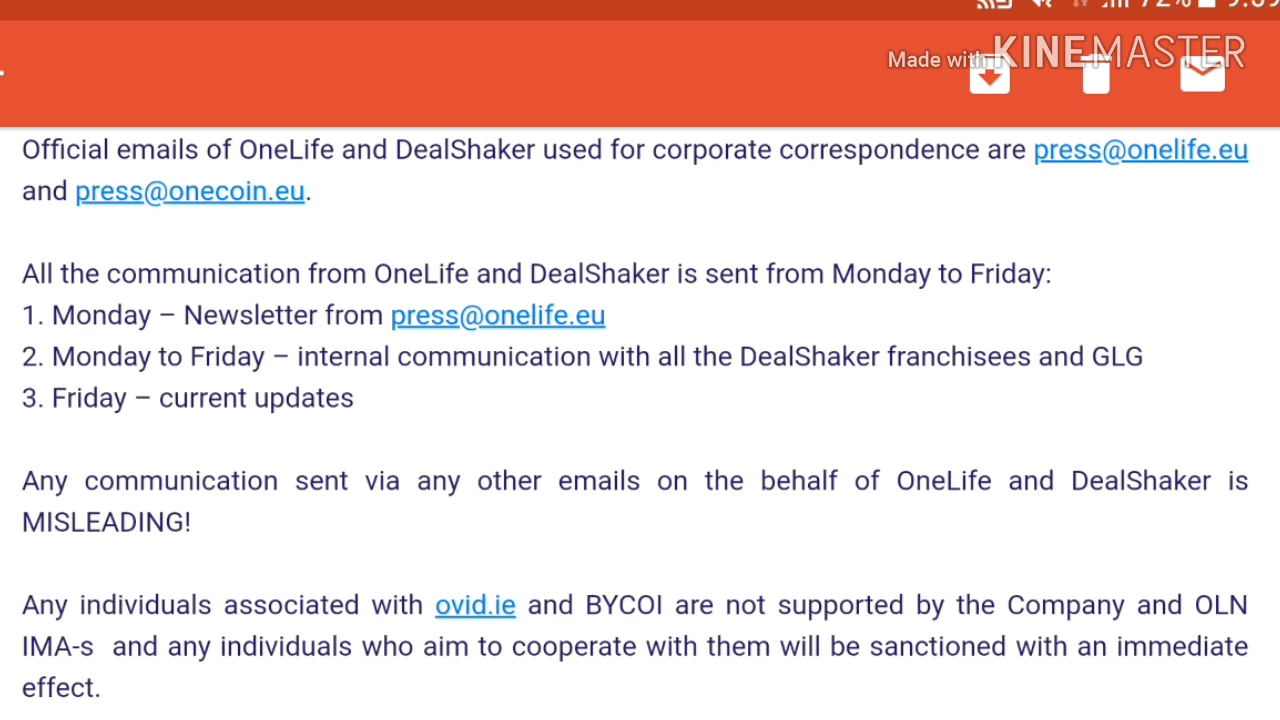 Made with KINEMASTER
Official emails of OneLife and DealShaker used for corporate correspondence are press@onelife.eu
and press@onecoin.eu.
All the communication from OneLife and DealShaker is sent from Monday to Friday:
1. Monday – Newsletter from press@onelife.eu
2. Monday to Friday – internal communication with all the DealShaker franchisees and GLG
3. Friday – current updates
Any communication sent via any other emails on the behalf of OneLife and DealShaker is
MISLEADING!
Any individuals associated with ovid.ie and BYCOI are not supported by the Company and OLN
IMA-s and any individuals who aim to cooperate with them will be sanctioned with an immediate
effect.